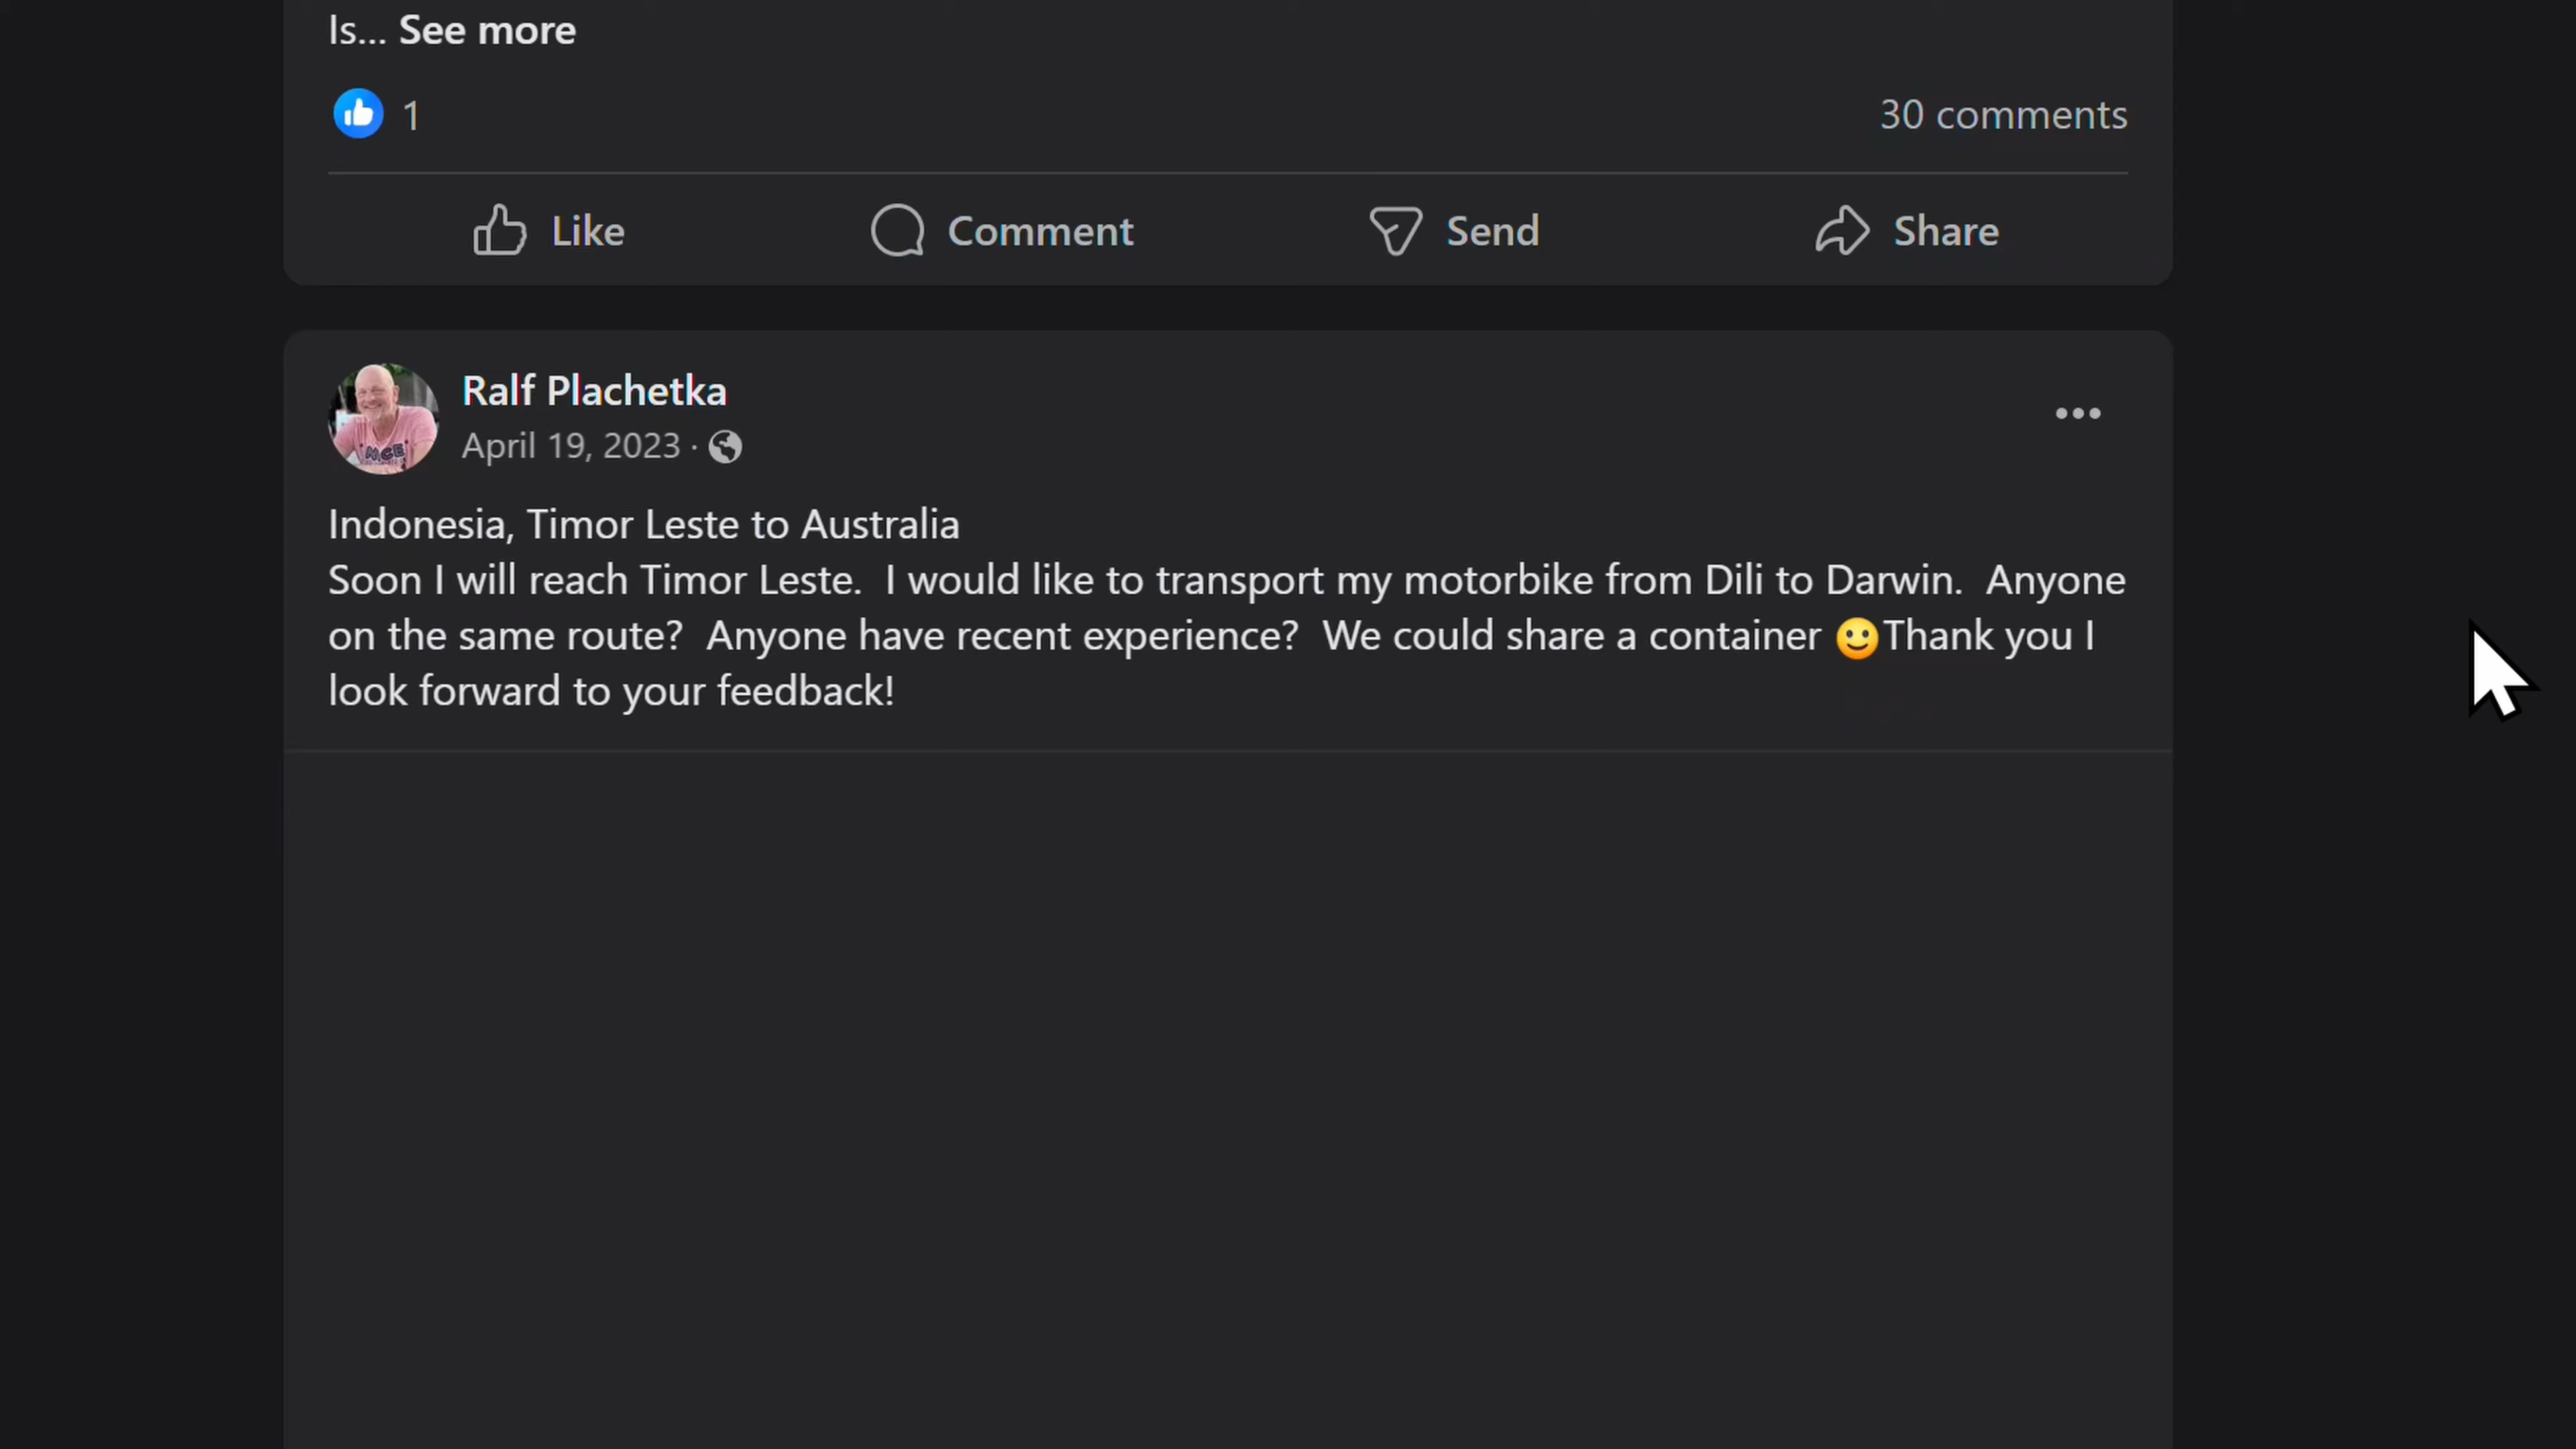 Is... See more
1
30 comments
Like
Comment
Send
Share
Ralf Plachetka
April 19, 2023 ·
Indonesia, Timor Leste to Australia
Soon I will reach Timor Leste.  I would like to transport my motorbike from Dili to Darwin.  Anyone
on the same route?  Anyone have recent experience?  We could share a container 🙂Thank you I
look forward to your feedback!